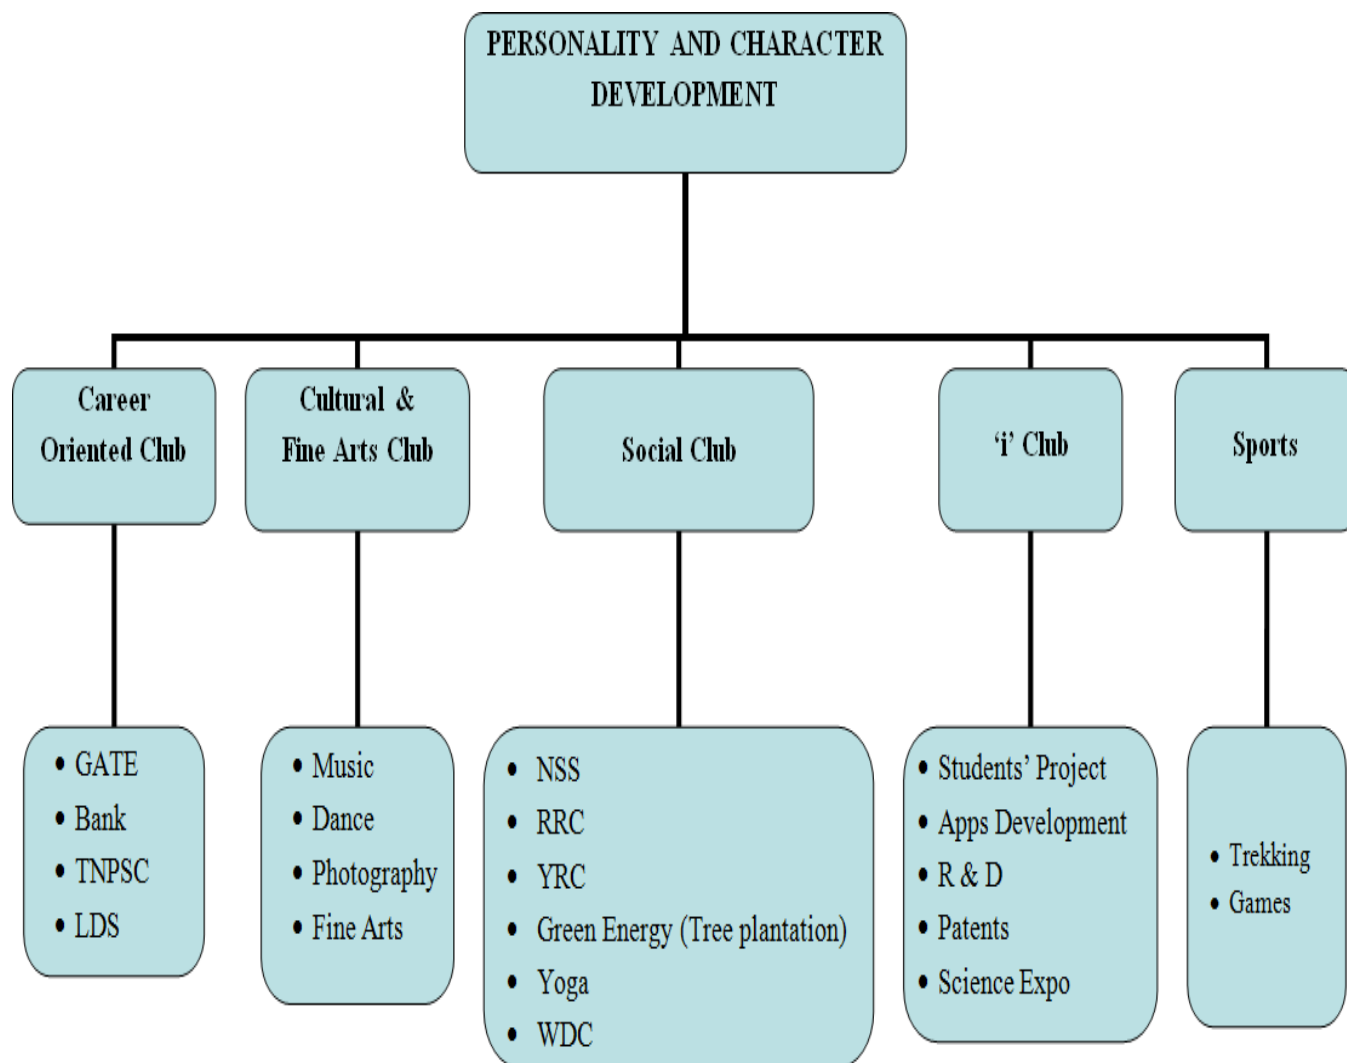 PERSONALITY AND CHARACTER
DEVELOPMENT
Career
Oriented Club
Cultural &
Fine Arts Club
Social Club
‘i’ Club
Sports
• GATE
• Bank
• TNPSC
• LDS
• Music
• Dance
• Photography
• Fine Arts
• NSS
• RRC
• YRC
• Green Energy (Tree plantation)
• Yoga
• WDC
• Students’ Project
• Apps Development
• R & D
• Patents
• Science Expo
• Trekking
• Games